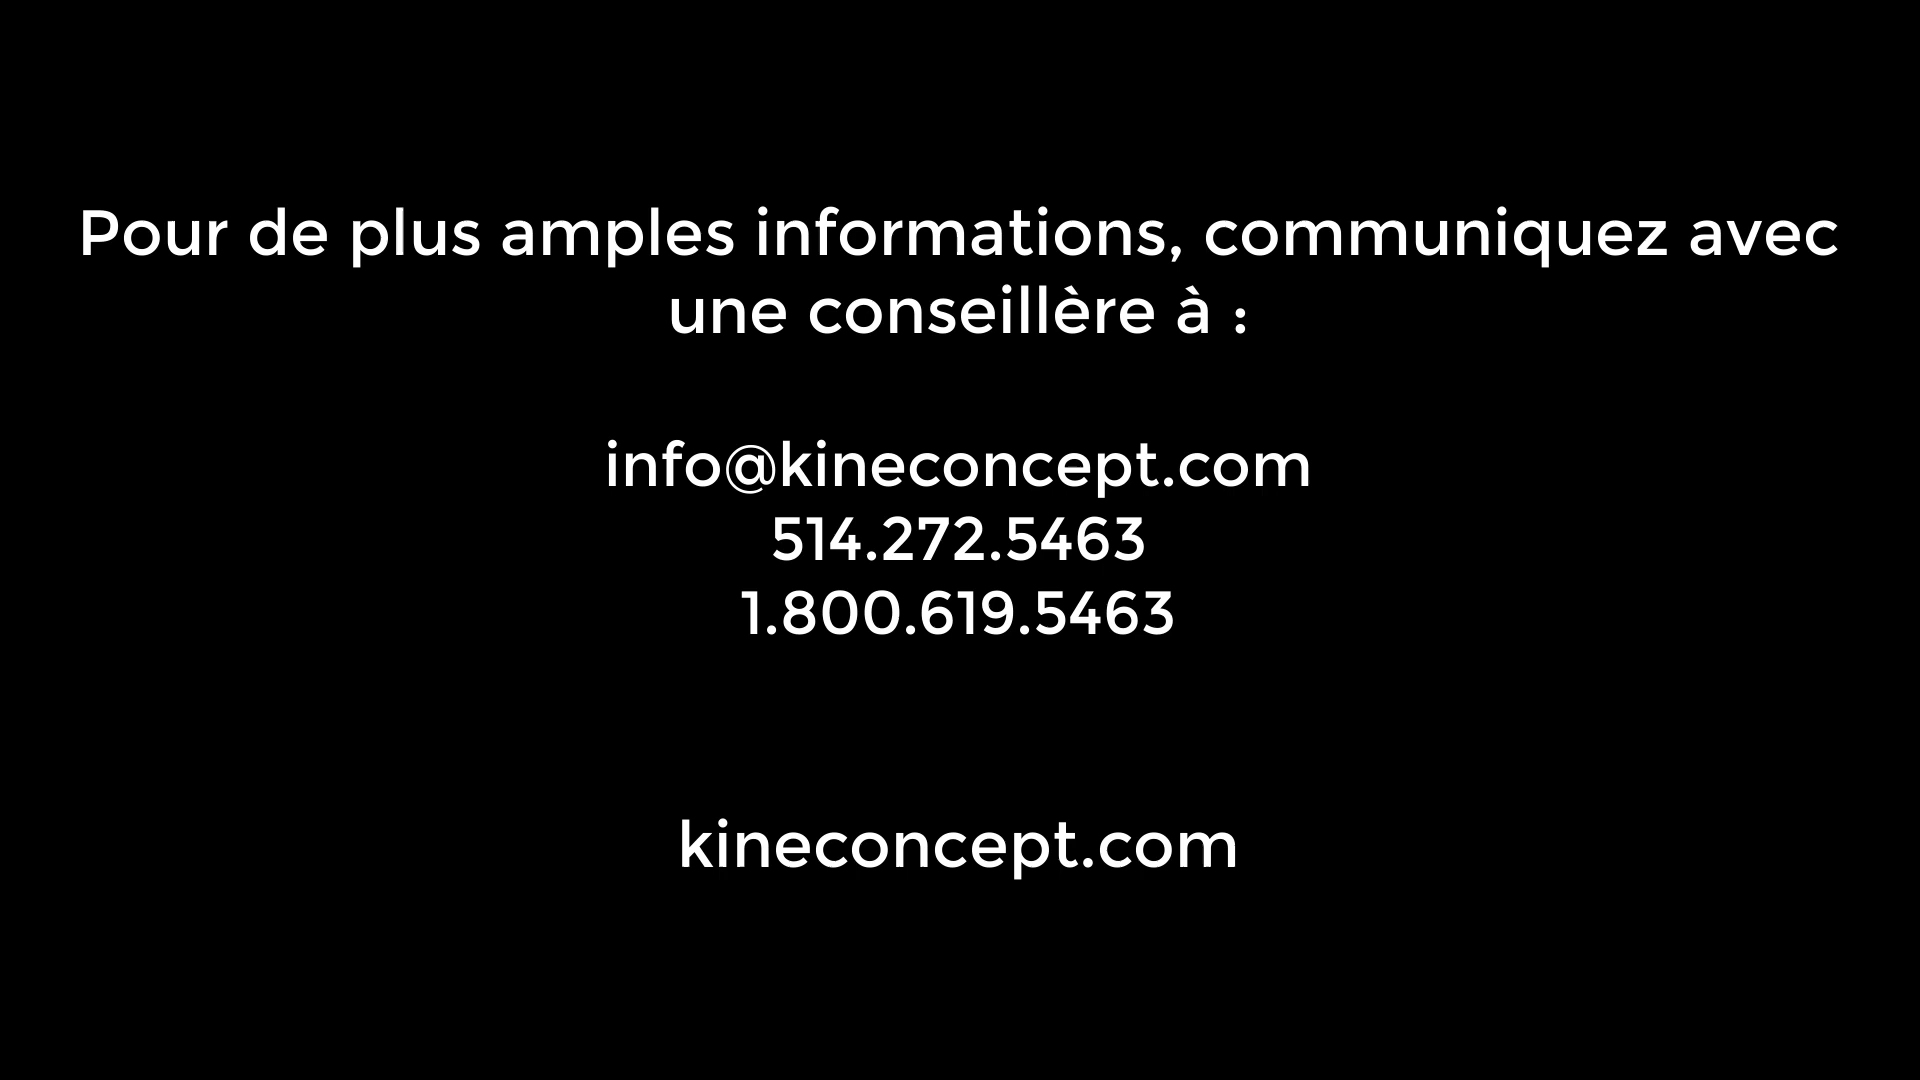 Pour de plus amples informations, communiquez avec
une conseillère à :
info@kineconcept.com
514.272.5463
1.800.619.5463
kineconcept.com